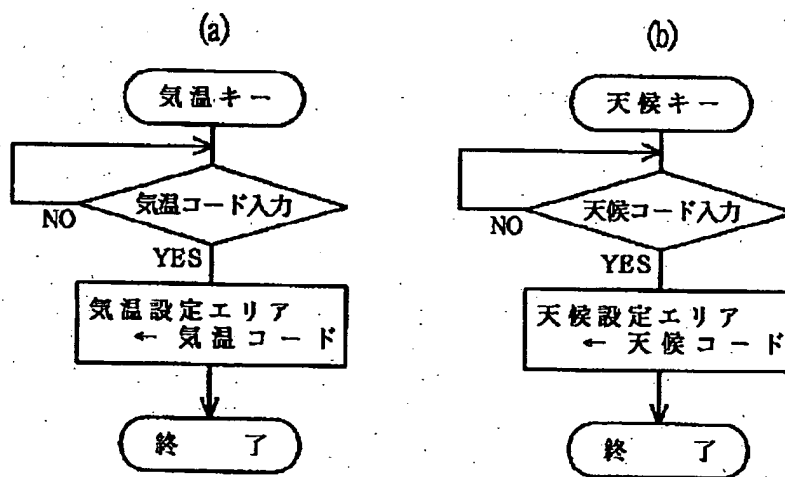 (a)
気温キー
気温コード入力
NO
YES
気温設定エリア
← 気温コード
終 了
(b)
天候キー
天候コード入力
NO
YES
天候設定エリア
← 天候コード
終 了